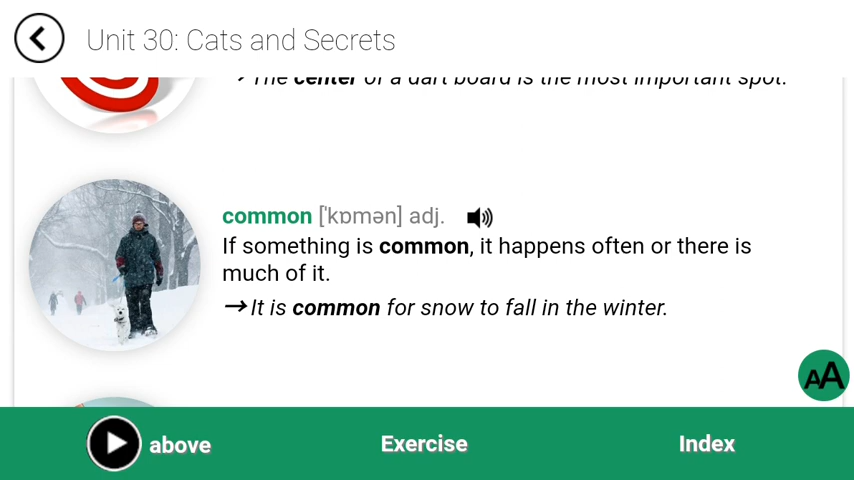 Unit 30: Cats and Secrets
→ The center of a dart board is the most important spot.
common ['kɒmən] adj.
If something is common, it happens often or there is
much of it.
→ It is common for snow to fall in the winter.
AA
above
Exercise
Index